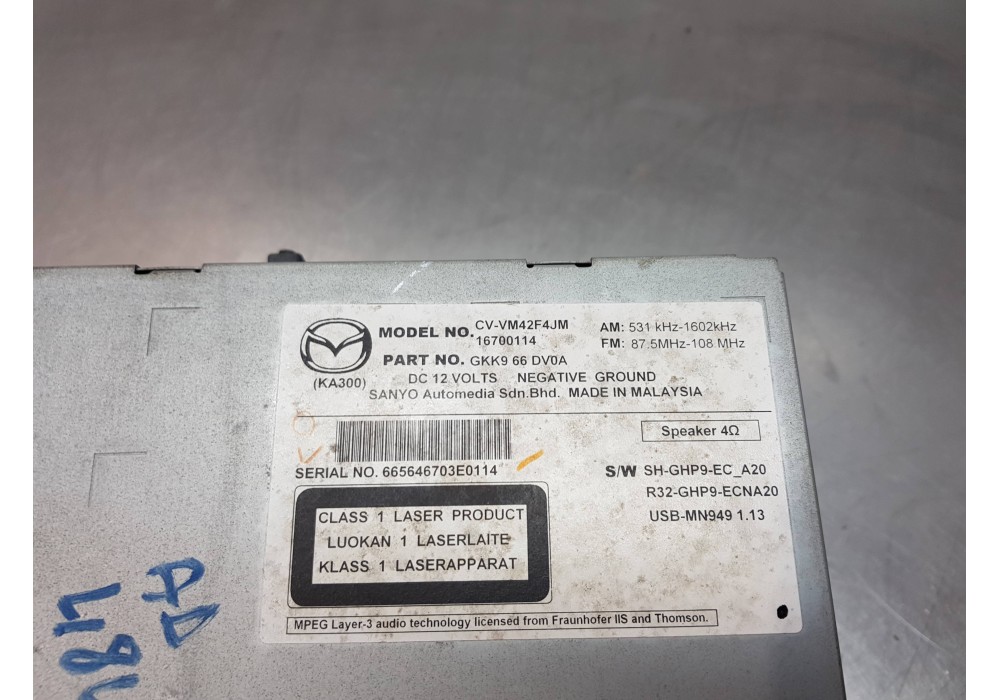 MODEL NO. CV-VM42F4JM
16700114
AM: 531 kHz-1602kHz
FM: 87.5MHz-108 MHz
PART NO. GKK9 66 DV0A
(KA300)
DC 12 VOLTS NEGATIVE GROUND
SANYO Automedia Sdn.Bhd. MADE IN MALAYSIA
Speaker 4Ω
SERIAL NO. 665646703E0114
S/W SH-GHP9-EC_A20
R32-GHP9-ECNA20
USB-MN949 1.13
CLASS 1 LASER PRODUCT
LUOKAN 1 LASERLAITE
KLASS 1 LASERAPPARAT
MPEG Layer-3 audio technology licensed from Fraunhofer IIS and Thomson.